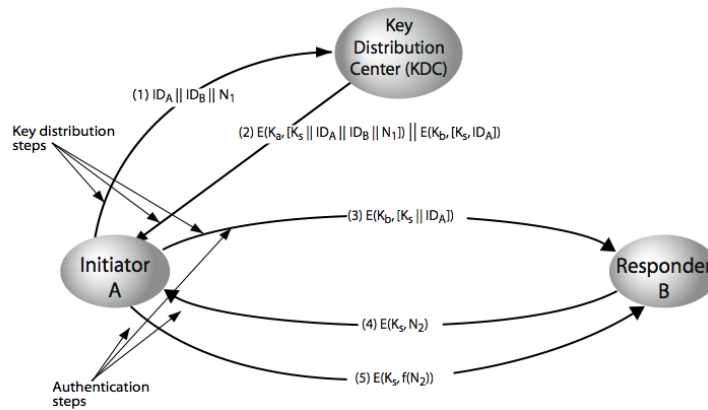 Key
Distribution
Center (KDC)
(1) ID_A || ID_B || N_1
Key distribution
steps
(2) E(K_a, [K_s || ID_A || ID_B || N_1]) || E(K_b, [K_s, ID_A])
(3) E(K_b, [K_s || ID_A])
Initiator
A
Responder
B
(4) E(K_s, N_2)
(5) E(K_s, f(N_2))
Authentication
steps